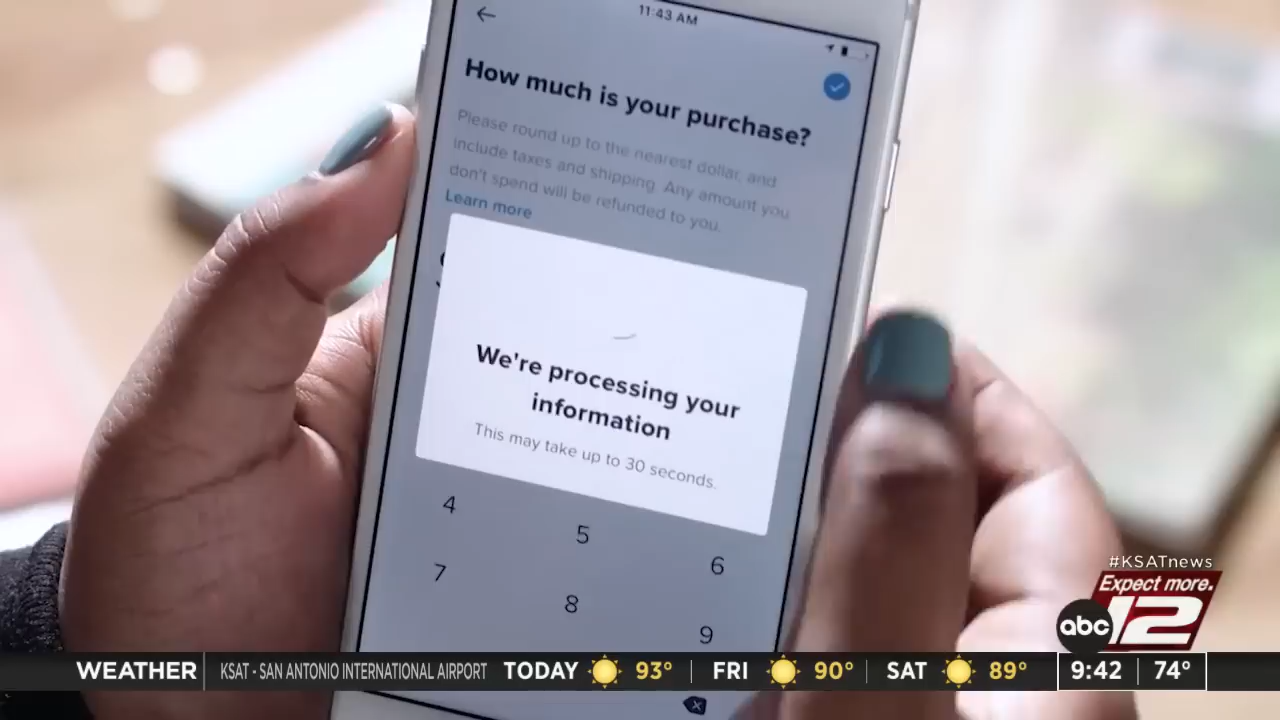 11:43 AM
How much is your purchase?
Please round up to the nearest dollar, and
include taxes and shipping. Any amount you
don't spend will be refunded to you.
Learn more
We're processing your
information
This may take up to 30 seconds.
4 5 6
7 8 9
#KSATnews
Expect more.
abc 12
WEATHER KSAT - SAN ANTONIO INTERNATIONAL AIRPORT TODAY 93° FRI 90° SAT 89° 9:42 74°